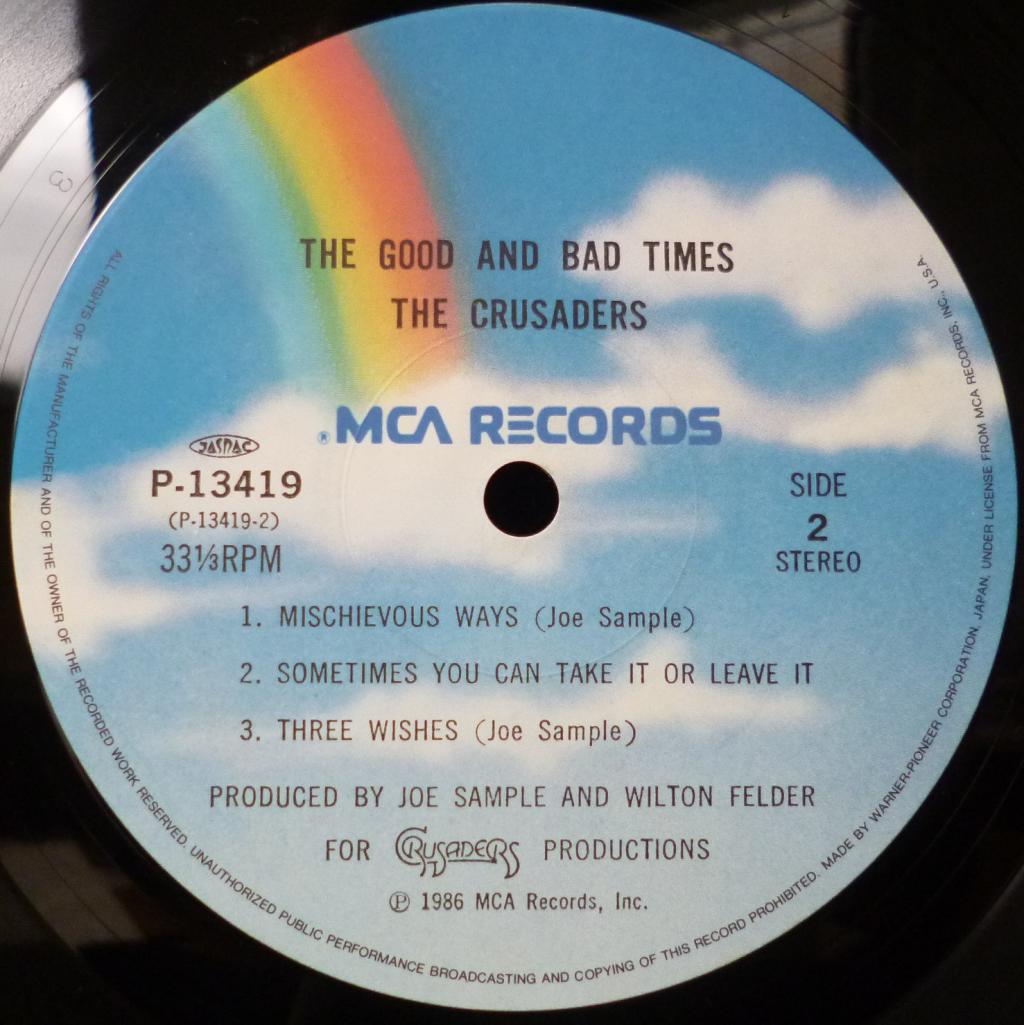 THE GOOD AND BAD TIMES
THE CRUSADERS
® MCA RECORDS
JASRAC
P-13419
(P-13419-2)
33⅓RPM
SIDE
2
STEREO
1. MISCHIEVOUS WAYS (Joe Sample)
2. SOMETIMES YOU CAN TAKE IT OR LEAVE IT
3. THREE WISHES (Joe Sample)
PRODUCED BY JOE SAMPLE AND WILTON FELDER
FOR CRUSADERS PRODUCTIONS
℗ 1986 MCA Records, Inc.
ALL RIGHTS OF THE MANUFACTURER AND OF THE OWNER OF THE RECORDED WORK RESERVED. UNAUTHORIZED PUBLIC PERFORMANCE BROADCASTING AND COPYING OF THIS RECORD PROHIBITED. MADE BY WARNER-PIONEER CORPORATION, JAPAN, UNDER LICENSE FROM MCA RECORDS, INC., U.S.A.
3